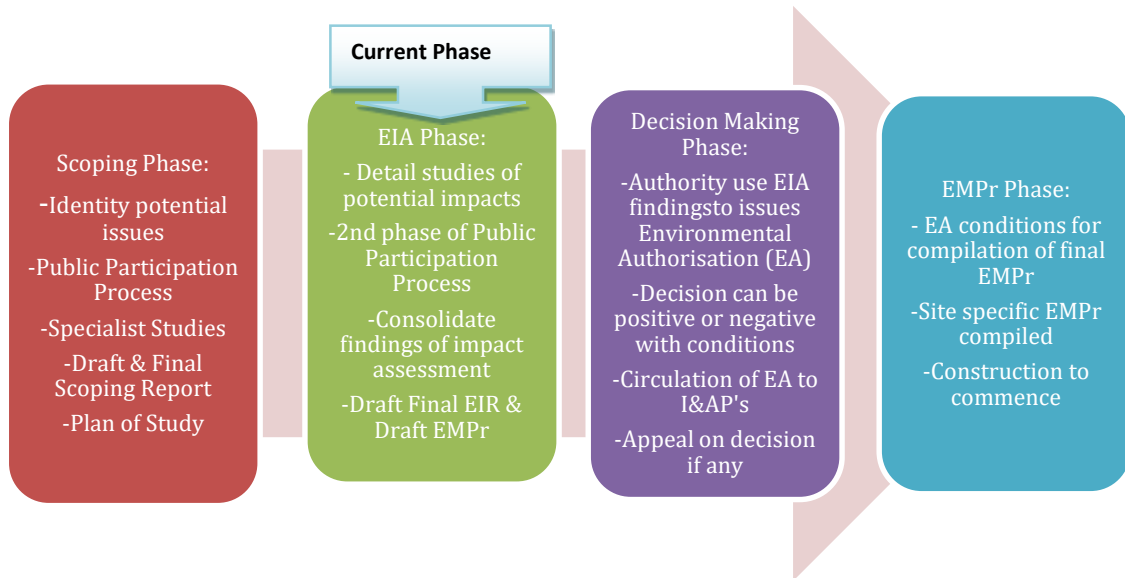 Current Phase
Scoping Phase:
-Identity potential
issues
-Public Participation
Process
-Specialist Studies
-Draft & Final
Scoping Report
-Plan of Study
EIA Phase:
- Detail studies of
potential impacts
-2nd phase of Public
Participation
Process
-Consolidate
findings of impact
assessment
-Draft Final EIR &
Draft EMPr
Decision Making
Phase:
-Authority use EIA
findingsto issues
Environmental
Authorisation (EA)
-Decision can be
positive or negative
with conditions
-Circulation of EA to
I&AP's
-Appeal on decision
if any
EMPr Phase:
- EA conditions for
compilation of final
EMPr
-Site specific EMPr
compiled
-Construction to
commence